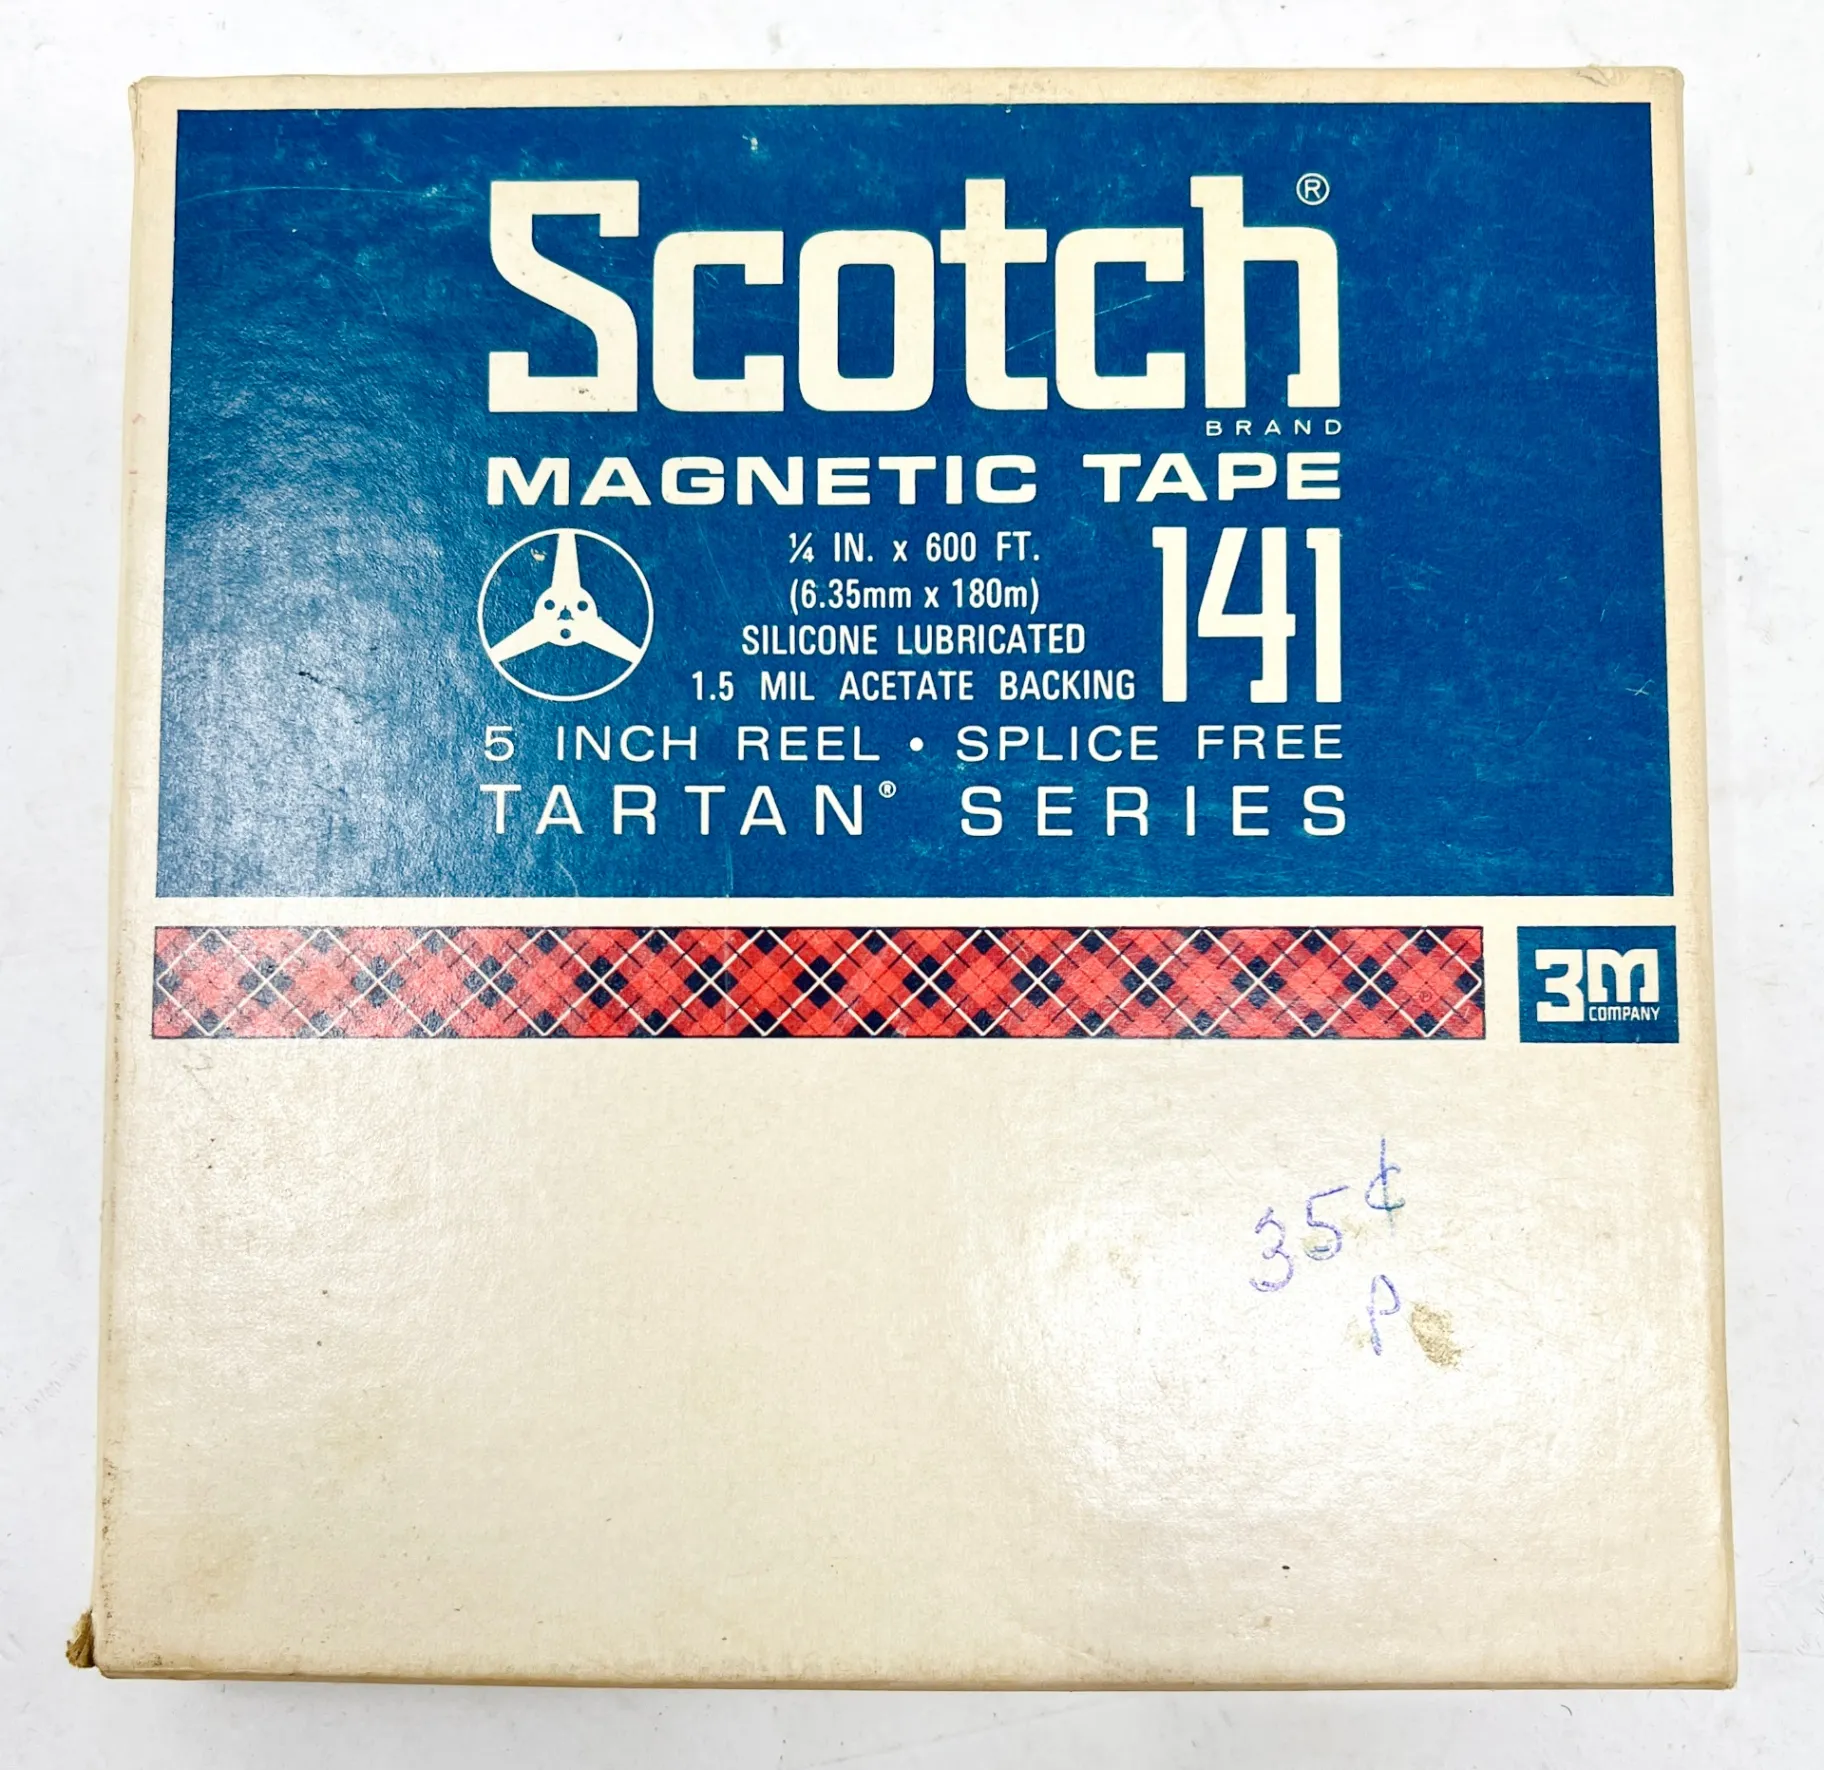 Scotch®
BRAND
MAGNETIC TAPE
¼ IN. x 600 FT.
(6.35mm x 180m)
SILICONE LUBRICATED
1.5 MIL ACETATE BACKING
141
5 INCH REEL • SPLICE FREE
TARTAN® SERIES
3M
COMPANY
35¢
P